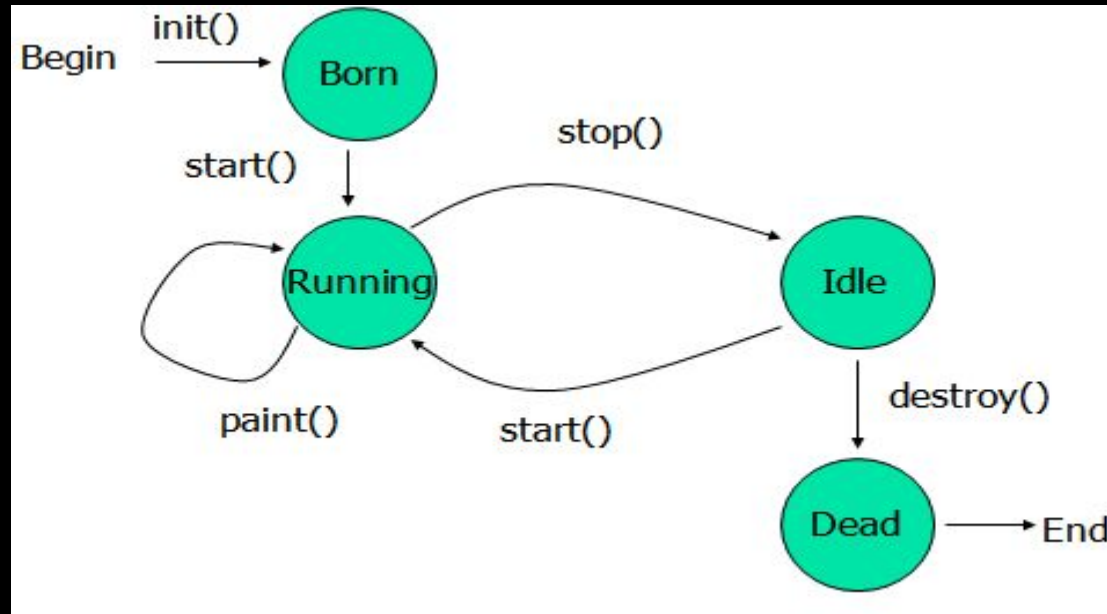 init()
Begin
Born
stop()
start()
Running
Idle
destroy()
paint()
start()
Dead
End